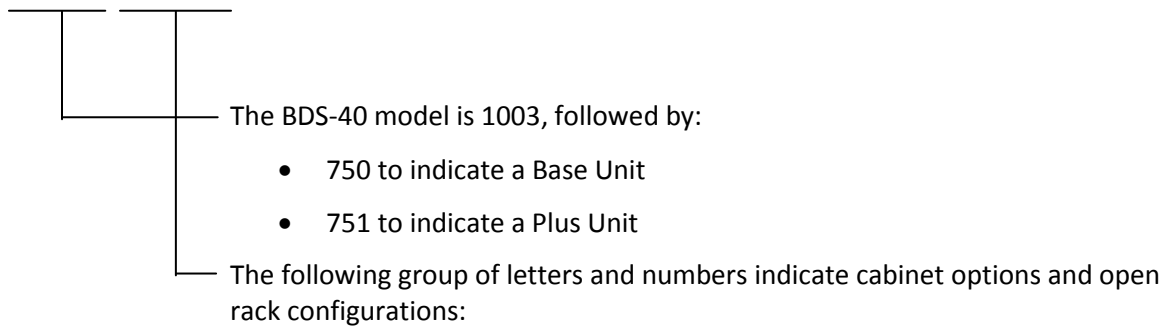 The BDS-40 model is 1003, followed by:
• 750 to indicate a Base Unit
• 751 to indicate a Plus Unit
The following group of letters and numbers indicate cabinet options and open
rack configurations: